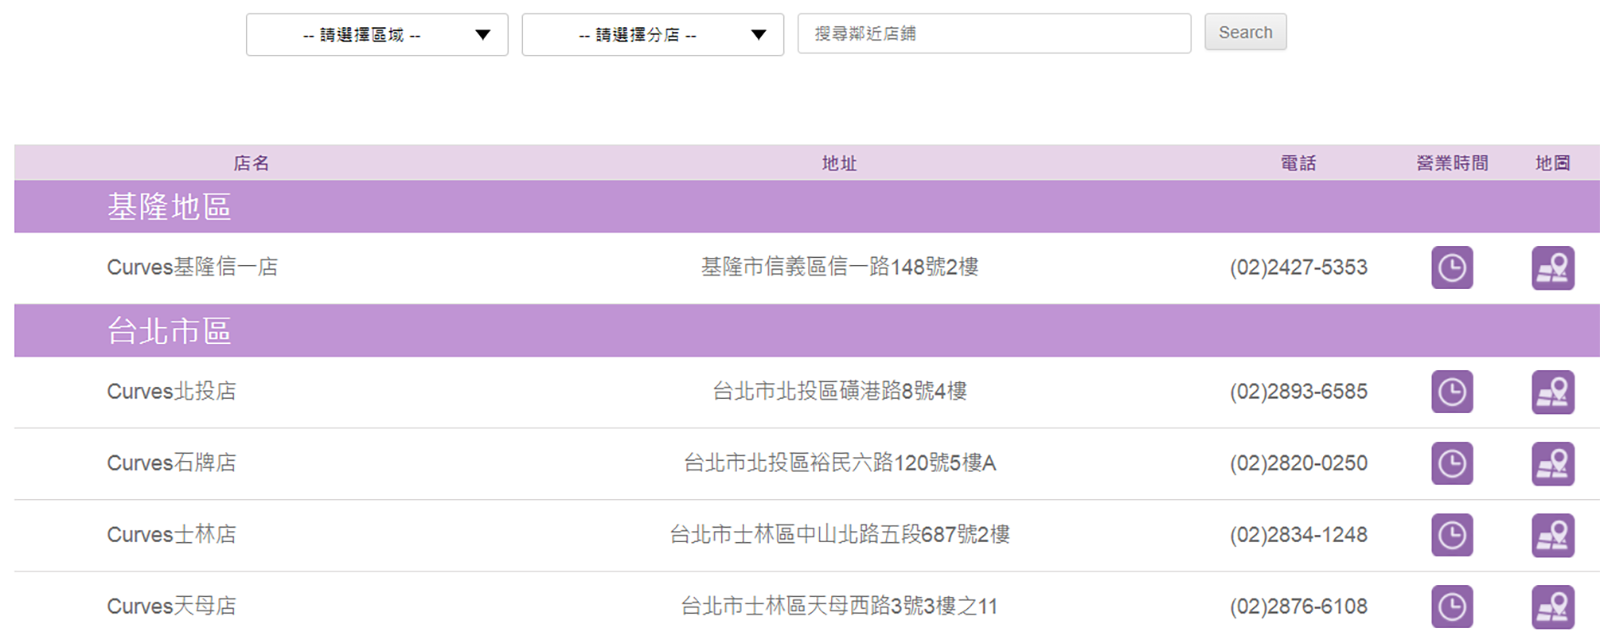 -- 請選擇區域 -- -- 請選擇分店 -- 搜尋鄰近店鋪 Search
店名 地址 電話 營業時間 地圖
基隆地區
Curves基隆信一店 基隆市信義區信一路148號2樓 (02)2427-5353
台北市區
Curves北投店 台北市北投區磺港路8號4樓 (02)2893-6585
Curves石牌店 台北市北投區裕民六路120號5樓A (02)2820-0250
Curves士林店 台北市士林區中山北路五段687號2樓 (02)2834-1248
Curves天母店 台北市士林區天母西路3號3樓之11 (02)2876-6108